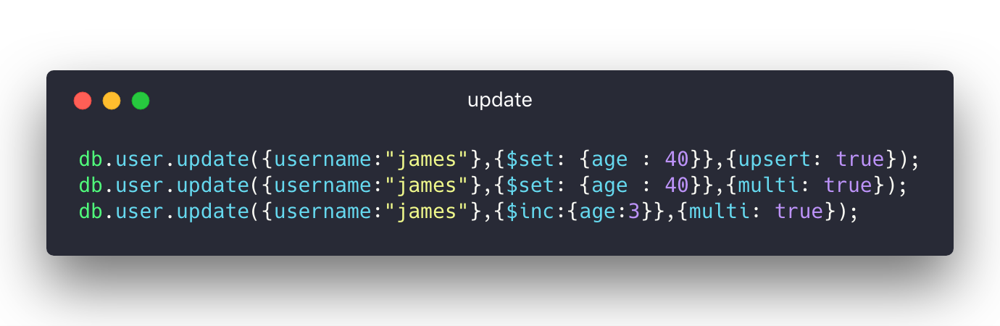 update
db.user.update({username:"james"},{$set: {age : 40}},{upsert: true});
db.user.update({username:"james"},{$set: {age : 40}},{multi: true});
db.user.update({username:"james"},{$inc:{age:3}},{multi: true});